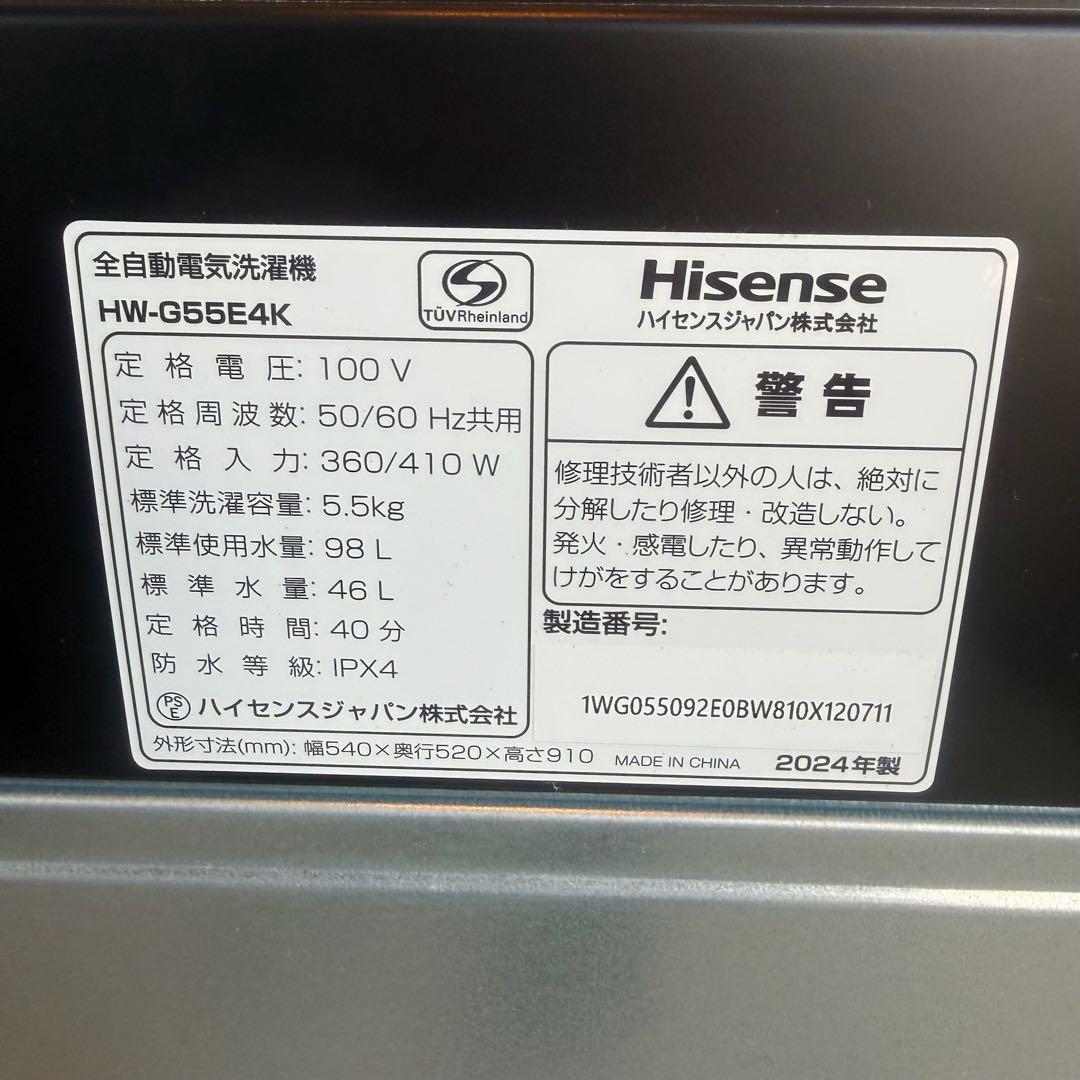 全自動電気洗濯機
HW-G55E4K
TÜVRheinland
Hisense
ハイセンスジャパン株式会社
定格電圧: 100 V
定格周波数: 50/60 Hz共用
定格入力: 360/410 W
標準洗濯容量: 5.5kg
標準使用水量: 98 L
標準水量: 46 L
定格時間: 40 分
防水等級: IPX4
PSE ハイセンスジャパン株式会社
外形寸法(mm): 幅540×奥行520×高さ910
警告
修理技術者以外の人は、絶対に
分解したり修理・改造しない。
発火・感電したり、異常動作して
けがをすることがあります。
製造番号:
1WG055092E0BW810X120711
MADE IN CHINA
2024年製